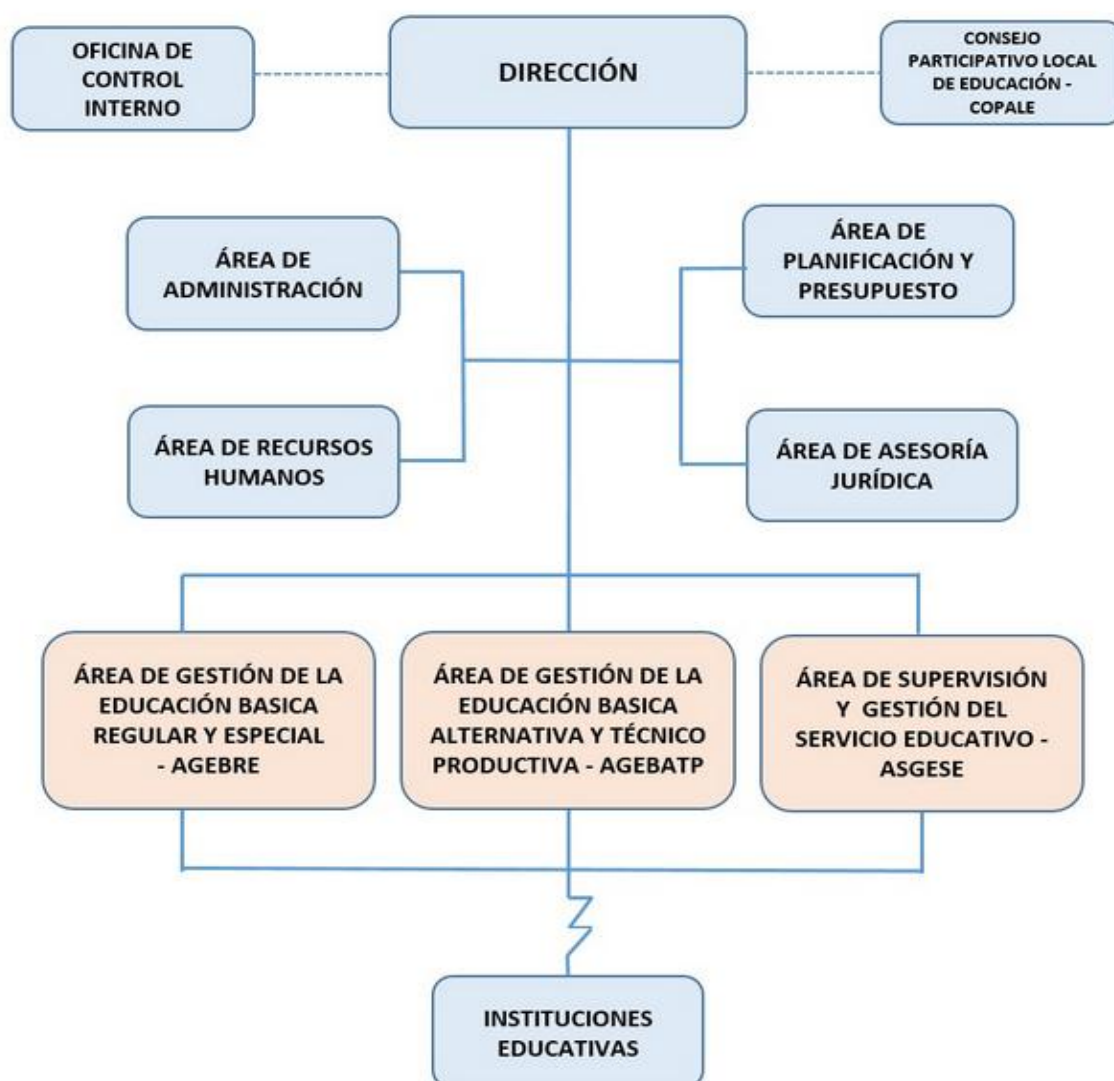 OFICINA DE
CONTROL
INTERNO
DIRECCIÓN
CONSEJO
PARTICIPATIVO LOCAL
DE EDUCACIÓN -
COPALE
ÁREA DE
ADMINISTRACIÓN
ÁREA DE
PLANIFICACIÓN Y
PRESUPUESTO
ÁREA DE RECURSOS
HUMANOS
ÁREA DE ASESORÍA
JURÍDICA
ÁREA DE GESTIÓN DE LA
EDUCACIÓN BASICA
REGULAR Y ESPECIAL
- AGEBRE
ÁREA DE GESTIÓN DE LA
EDUCACIÓN BASICA
ALTERNATIVA Y TÉCNICO
PRODUCTIVA - AGEBATP
ÁREA DE SUPERVISIÓN
Y GESTIÓN DEL
SERVICIO EDUCATIVO -
ASGESE
INSTITUCIONES
EDUCATIVAS